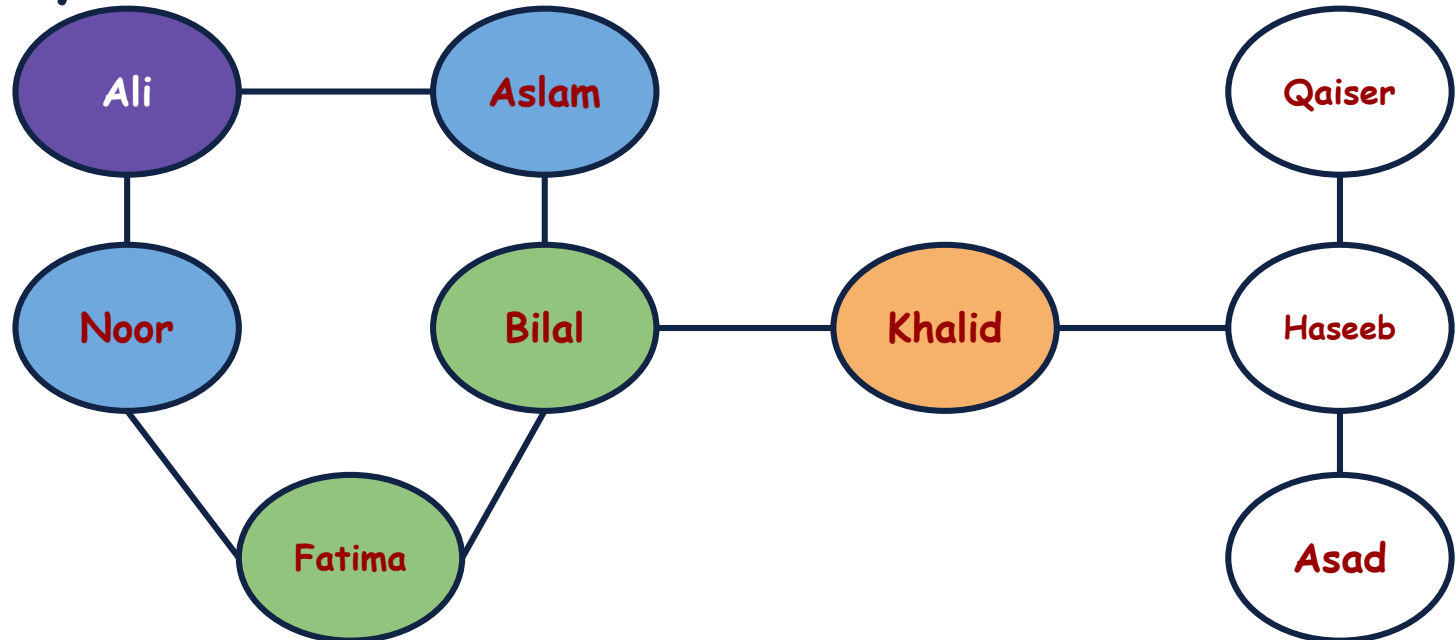 Ali
Aslam
Qaiser
Noor
Bilal
Khalid
Haseeb
Fatima
Asad